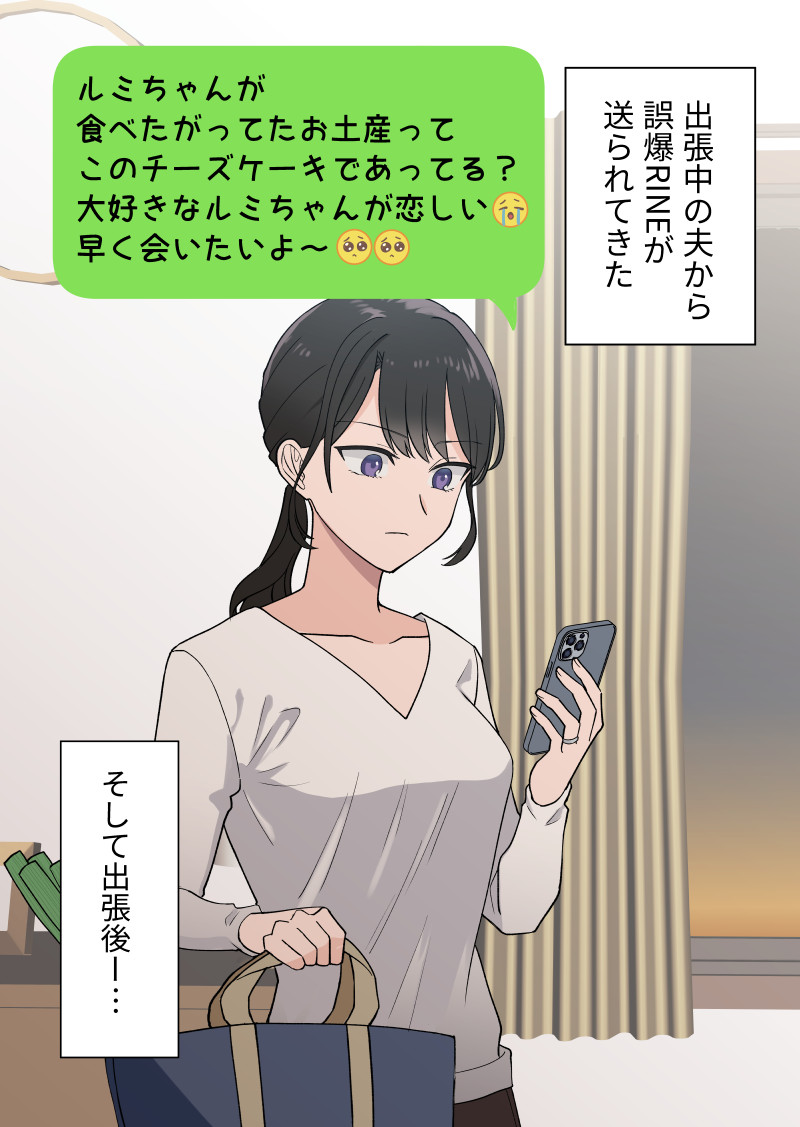 出張中の夫から
誤爆RINEが
送られてきた
ルミちゃんが
食べたがってたお土産って
このチーズケーキであってる？
大好きなルミちゃんが恋しい😭
早く会いたいよ〜🥺🥺
そして出張後ー…